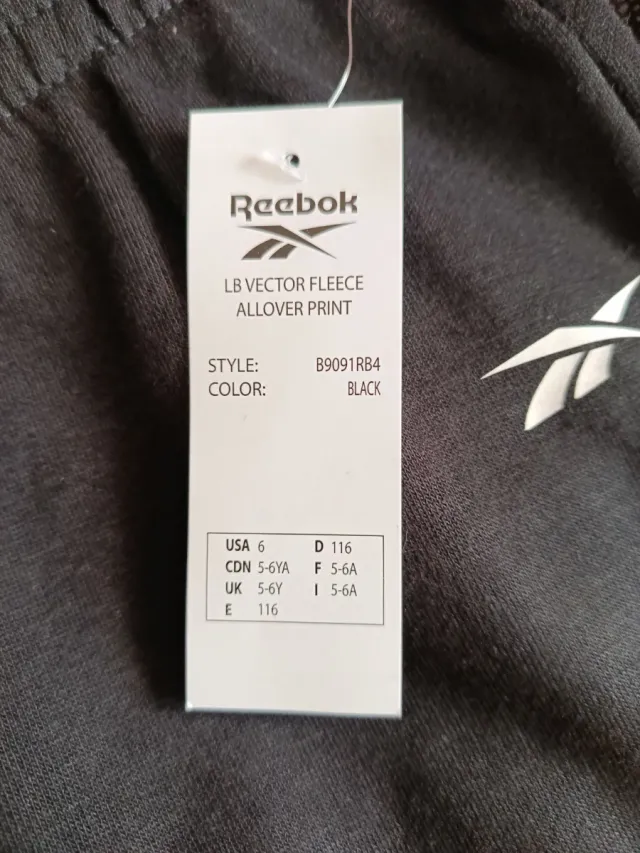 Reebok
LB VECTOR FLEECE
ALLOVER PRINT
STYLE: B9091RB4
COLOR: BLACK
USA 6 D 116
CDN 5-6YA F 5-6A
UK 5-6Y I 5-6A
E 116